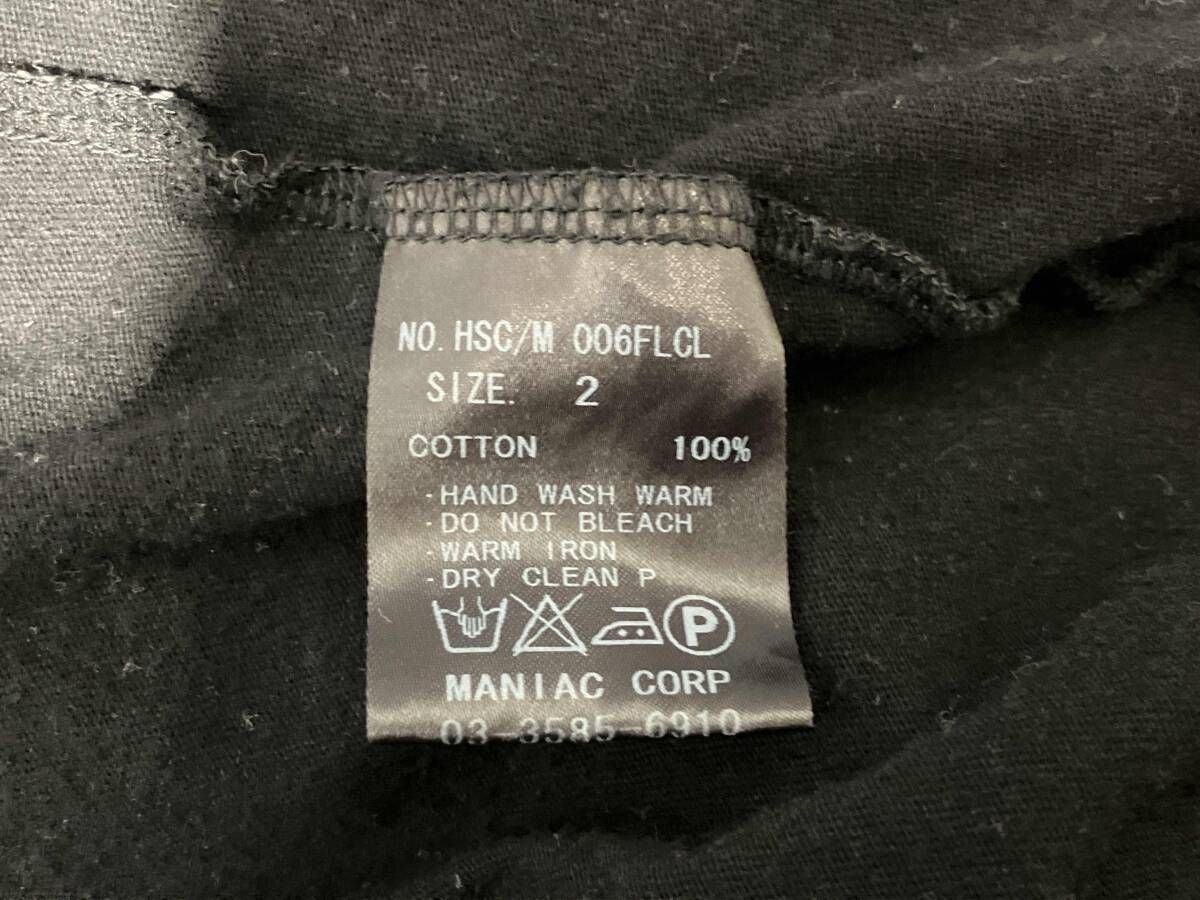 NO. HSC/M 006FLCL
SIZE. 2
COTTON 100%
·HAND WASH WARM
·DO NOT BLEACH
·WARM IRON
·DRY CLEAN P
P
MANIAC CORP
03-3585-6910